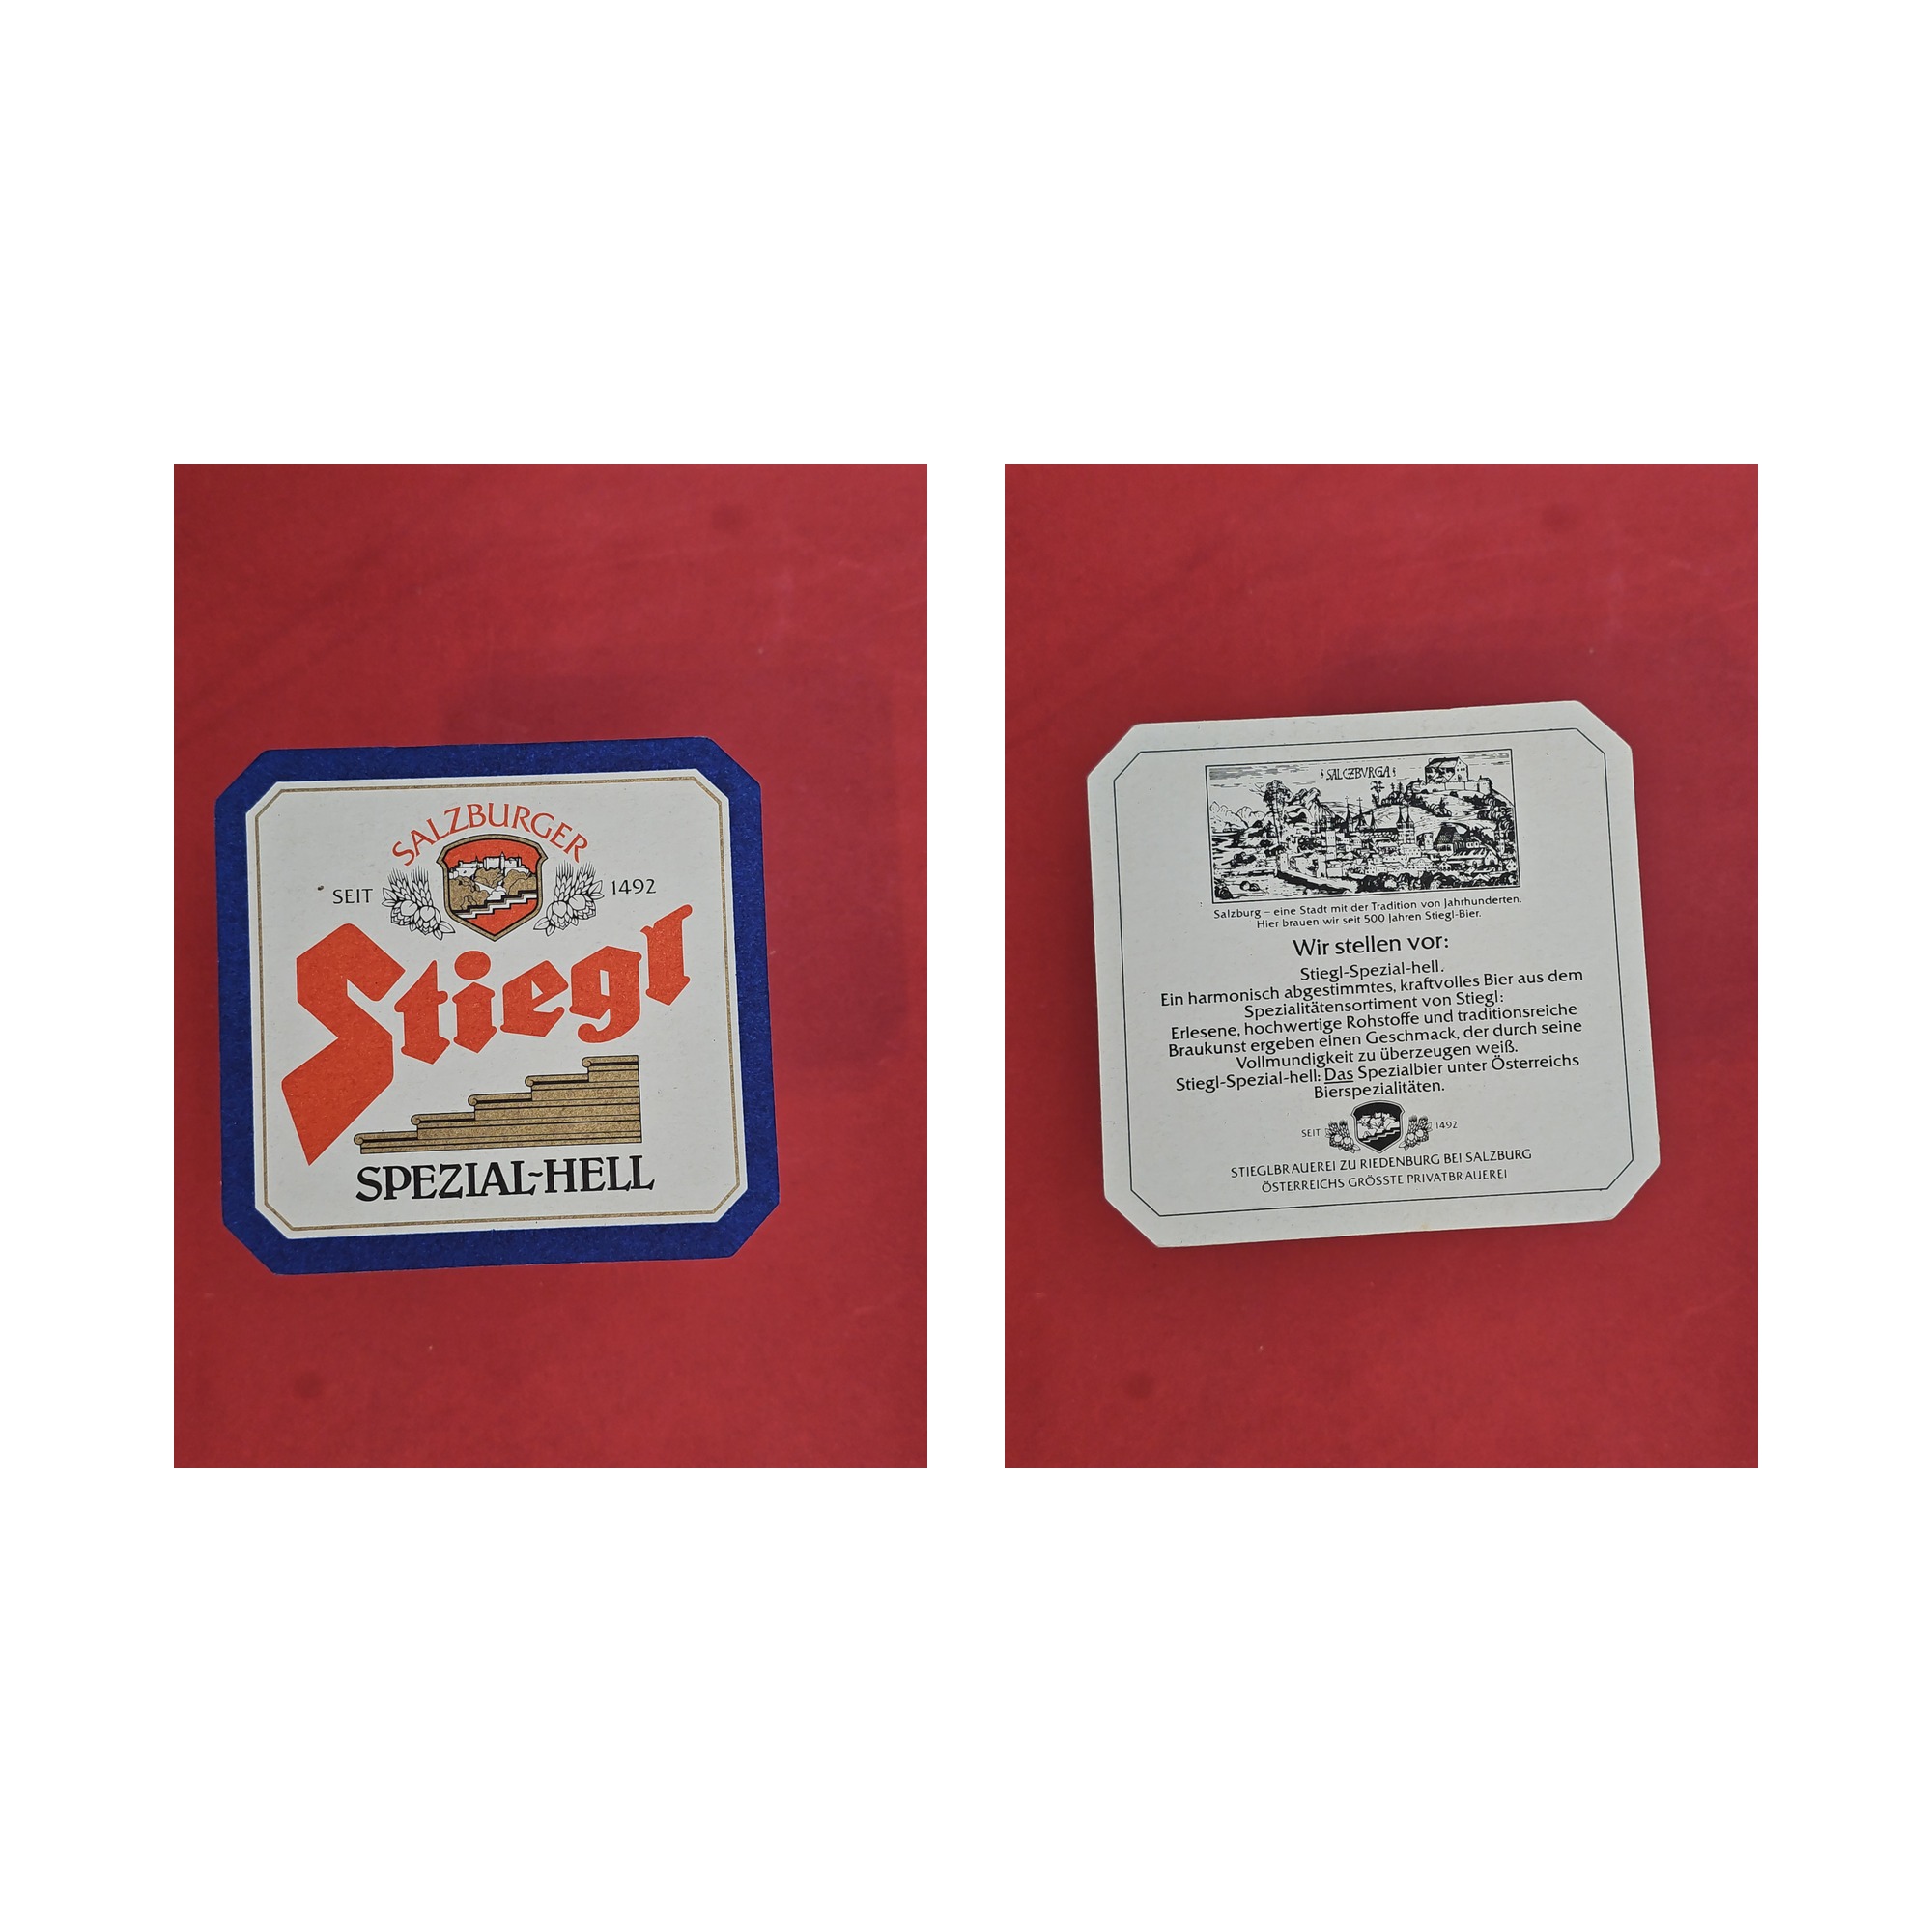 SALZBURGER
SEIT 1492
Stiegl
SPEZIAL-HELL
SALCZBVRGA
Salzburg – eine Stadt mit der Tradition von Jahrhunderten.
Hier brauen wir seit 500 Jahren Stiegl-Bier.
Wir stellen vor:
Stiegl-Spezial-hell.
Ein harmonisch abgestimmtes, kraftvolles Bier aus dem
Spezialitätensortiment von Stiegl:
Erlesene, hochwertige Rohstoffe und traditionsreiche
Braukunst ergeben einen Geschmack, der durch seine
Vollmundigkeit zu überzeugen weiß.
Stiegl-Spezial-hell: Das Spezialbier unter Österreichs
Bierspezialitäten.
SEIT 1492
STIEGLBRAUEREI ZU RIEDENBURG BEI SALZBURG
ÖSTERREICHS GRÖSSTE PRIVATBRAUEREI